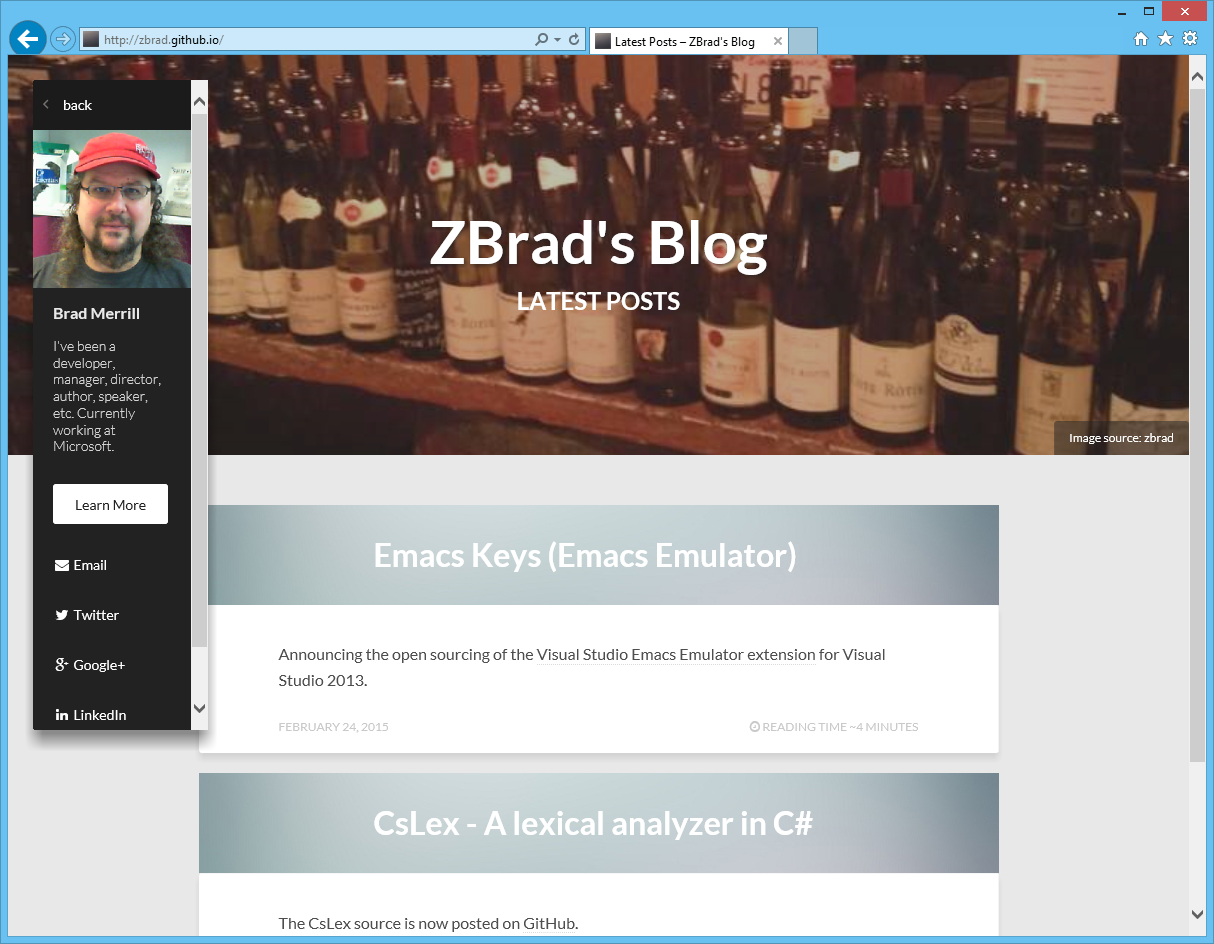 http://zbrad.github.io/
Latest Posts – ZBrad's Blog
back
Brad Merrill
I've been a
developer,
manager, director,
author, speaker,
etc. Currently
working at
Microsoft.
Learn More
Email
Twitter
Google+
LinkedIn
ZBrad's Blog
LATEST POSTS
Image source: zbrad
Emacs Keys (Emacs Emulator)
Announcing the open sourcing of the Visual Studio Emacs Emulator extension for Visual
Studio 2013.
FEBRUARY 24, 2015
READING TIME ~4 MINUTES
CsLex - A lexical analyzer in C#
The CsLex source is now posted on GitHub.